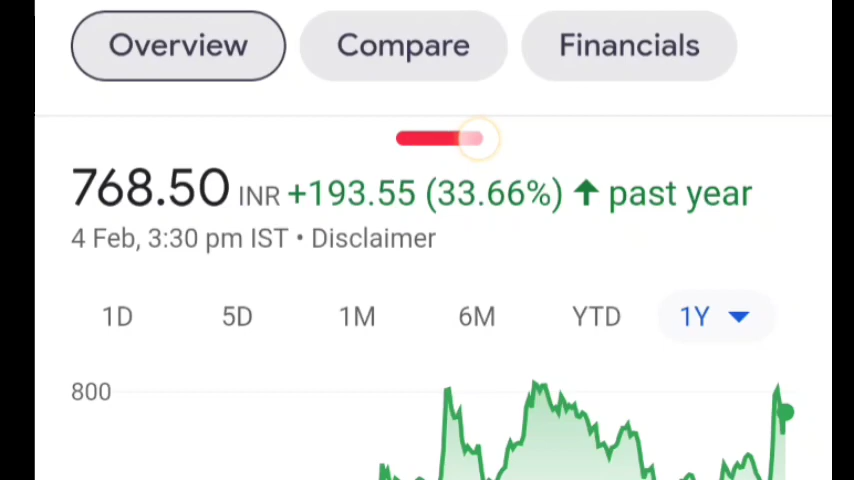 Overview Compare Financials
768.50 INR +193.55 (33.66%) ↑ past year
4 Feb, 3:30 pm IST • Disclaimer
1D 5D 1M 6M YTD 1Y
800